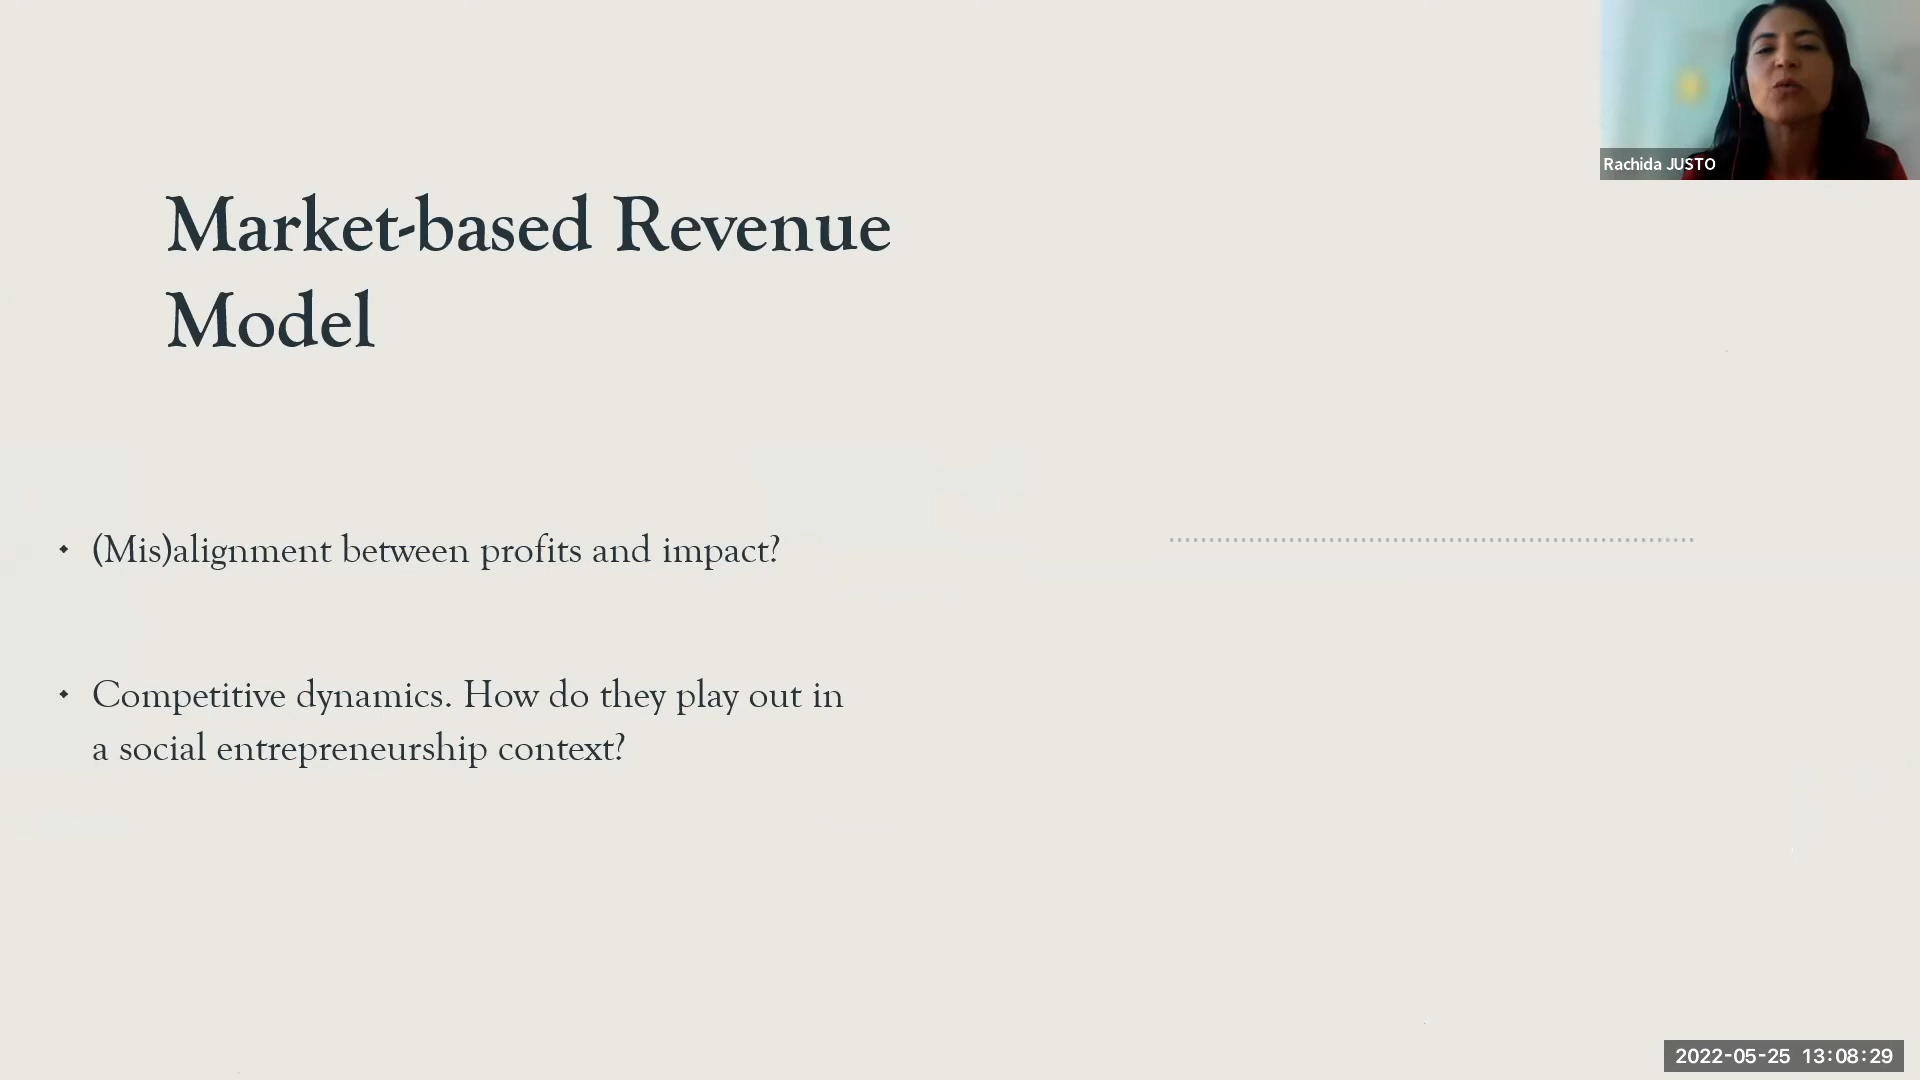 Rachida JUSTO
Market-based Revenue
Model
(Mis)alignment between profits and impact?
Competitive dynamics. How do they play out in
a social entrepreneurship context?
2022-05-25 13:08:29